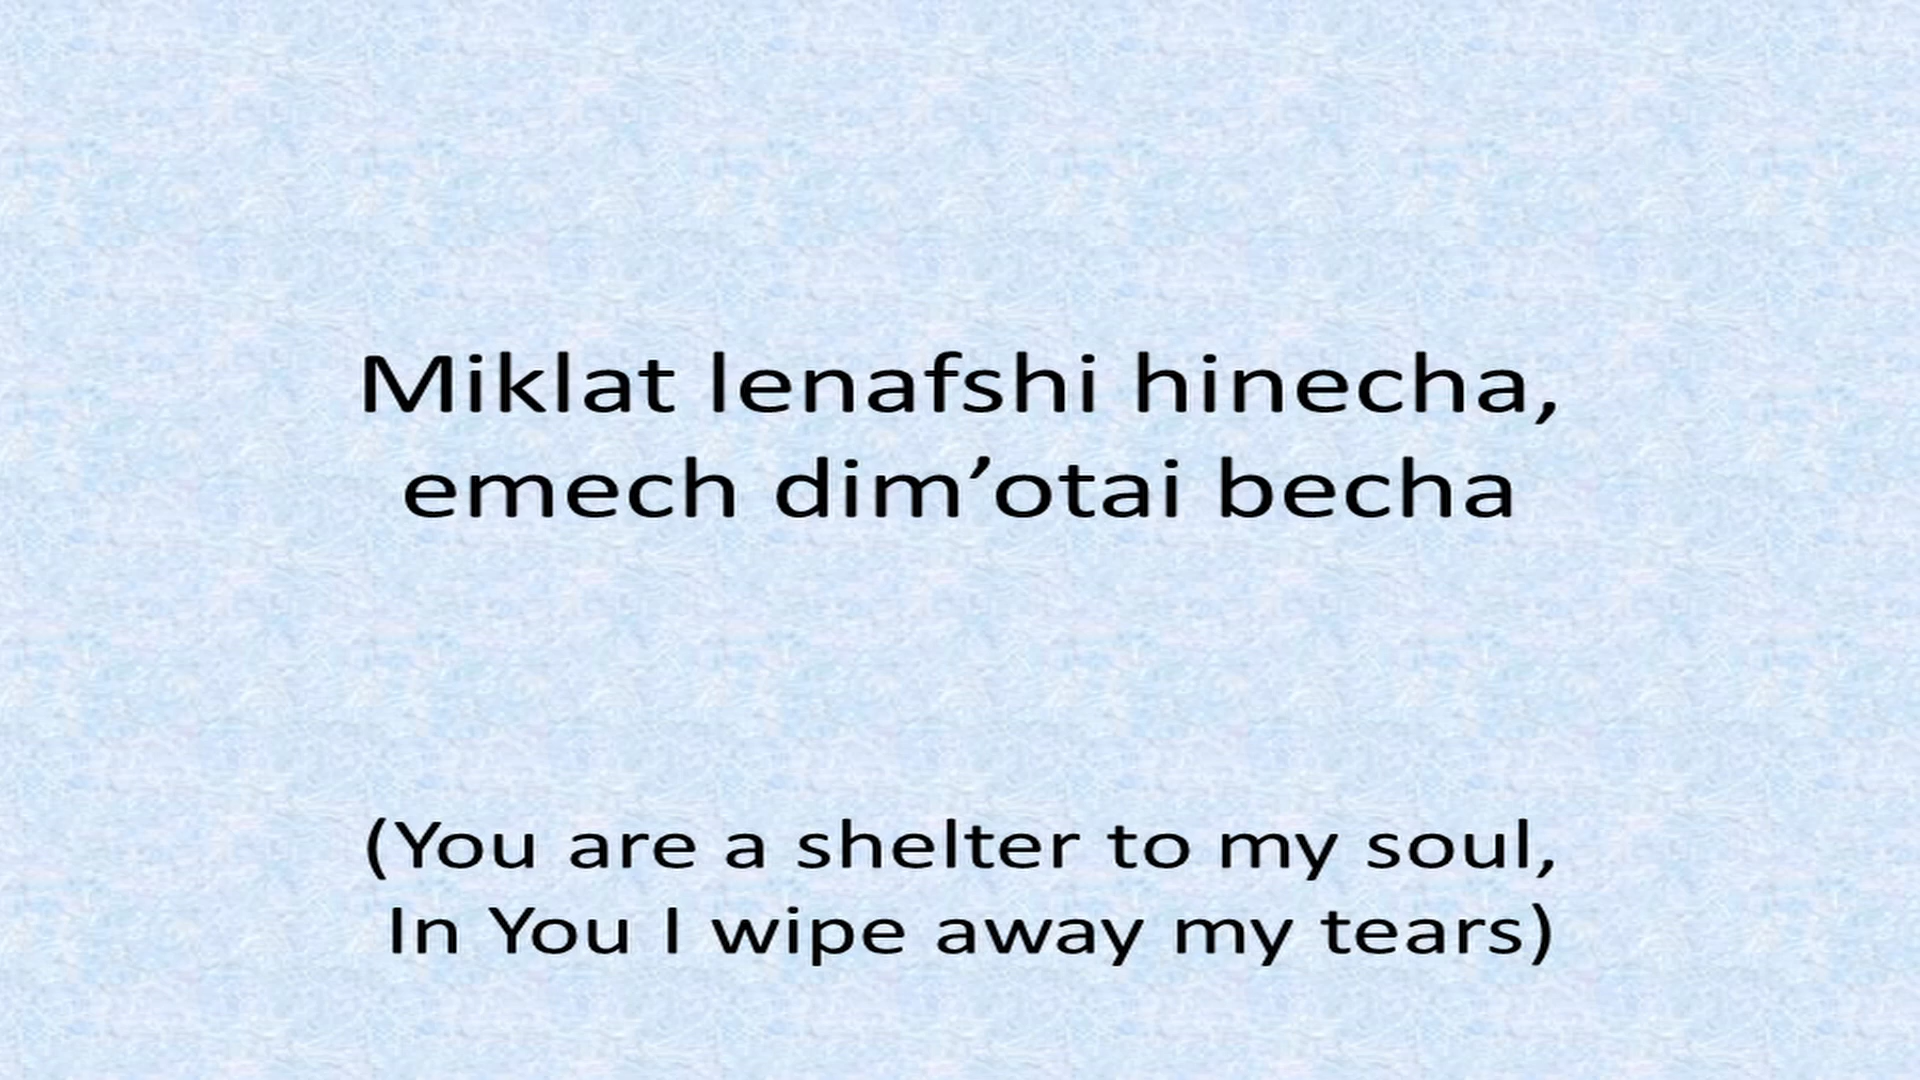 Miklat lenafshi hinecha,
emech dim’otai becha
(You are a shelter to my soul,
In You I wipe away my tears)